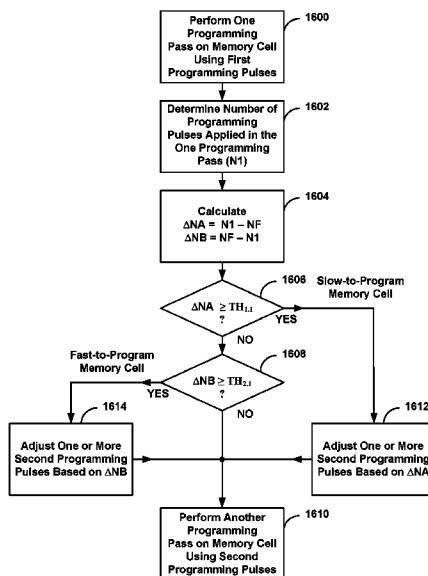 Perform One
Programming
Pass on Memory Cell
Using First
Programming Pulses
1600
Determine Number of
Programming
Pulses Applied in the
One Programming
Pass (N1)
1602
Calculate
ΔNA = N1 – NF
ΔNB = NF – N1
1604
ΔNA ≥ TH1.1
?
1606
YES
Slow-to-Program
Memory Cell
NO
ΔNB ≥ TH2.1
?
1608
Fast-to-Program
Memory Cell
YES
NO
1614
Adjust One or More
Second Programming
Pulses Based on ΔNB
1612
Adjust One or More
Second Programming
Pulses Based on ΔNA
Perform Another
Programming
Pass on Memory Cell
Using Second
Programming Pulses
1610